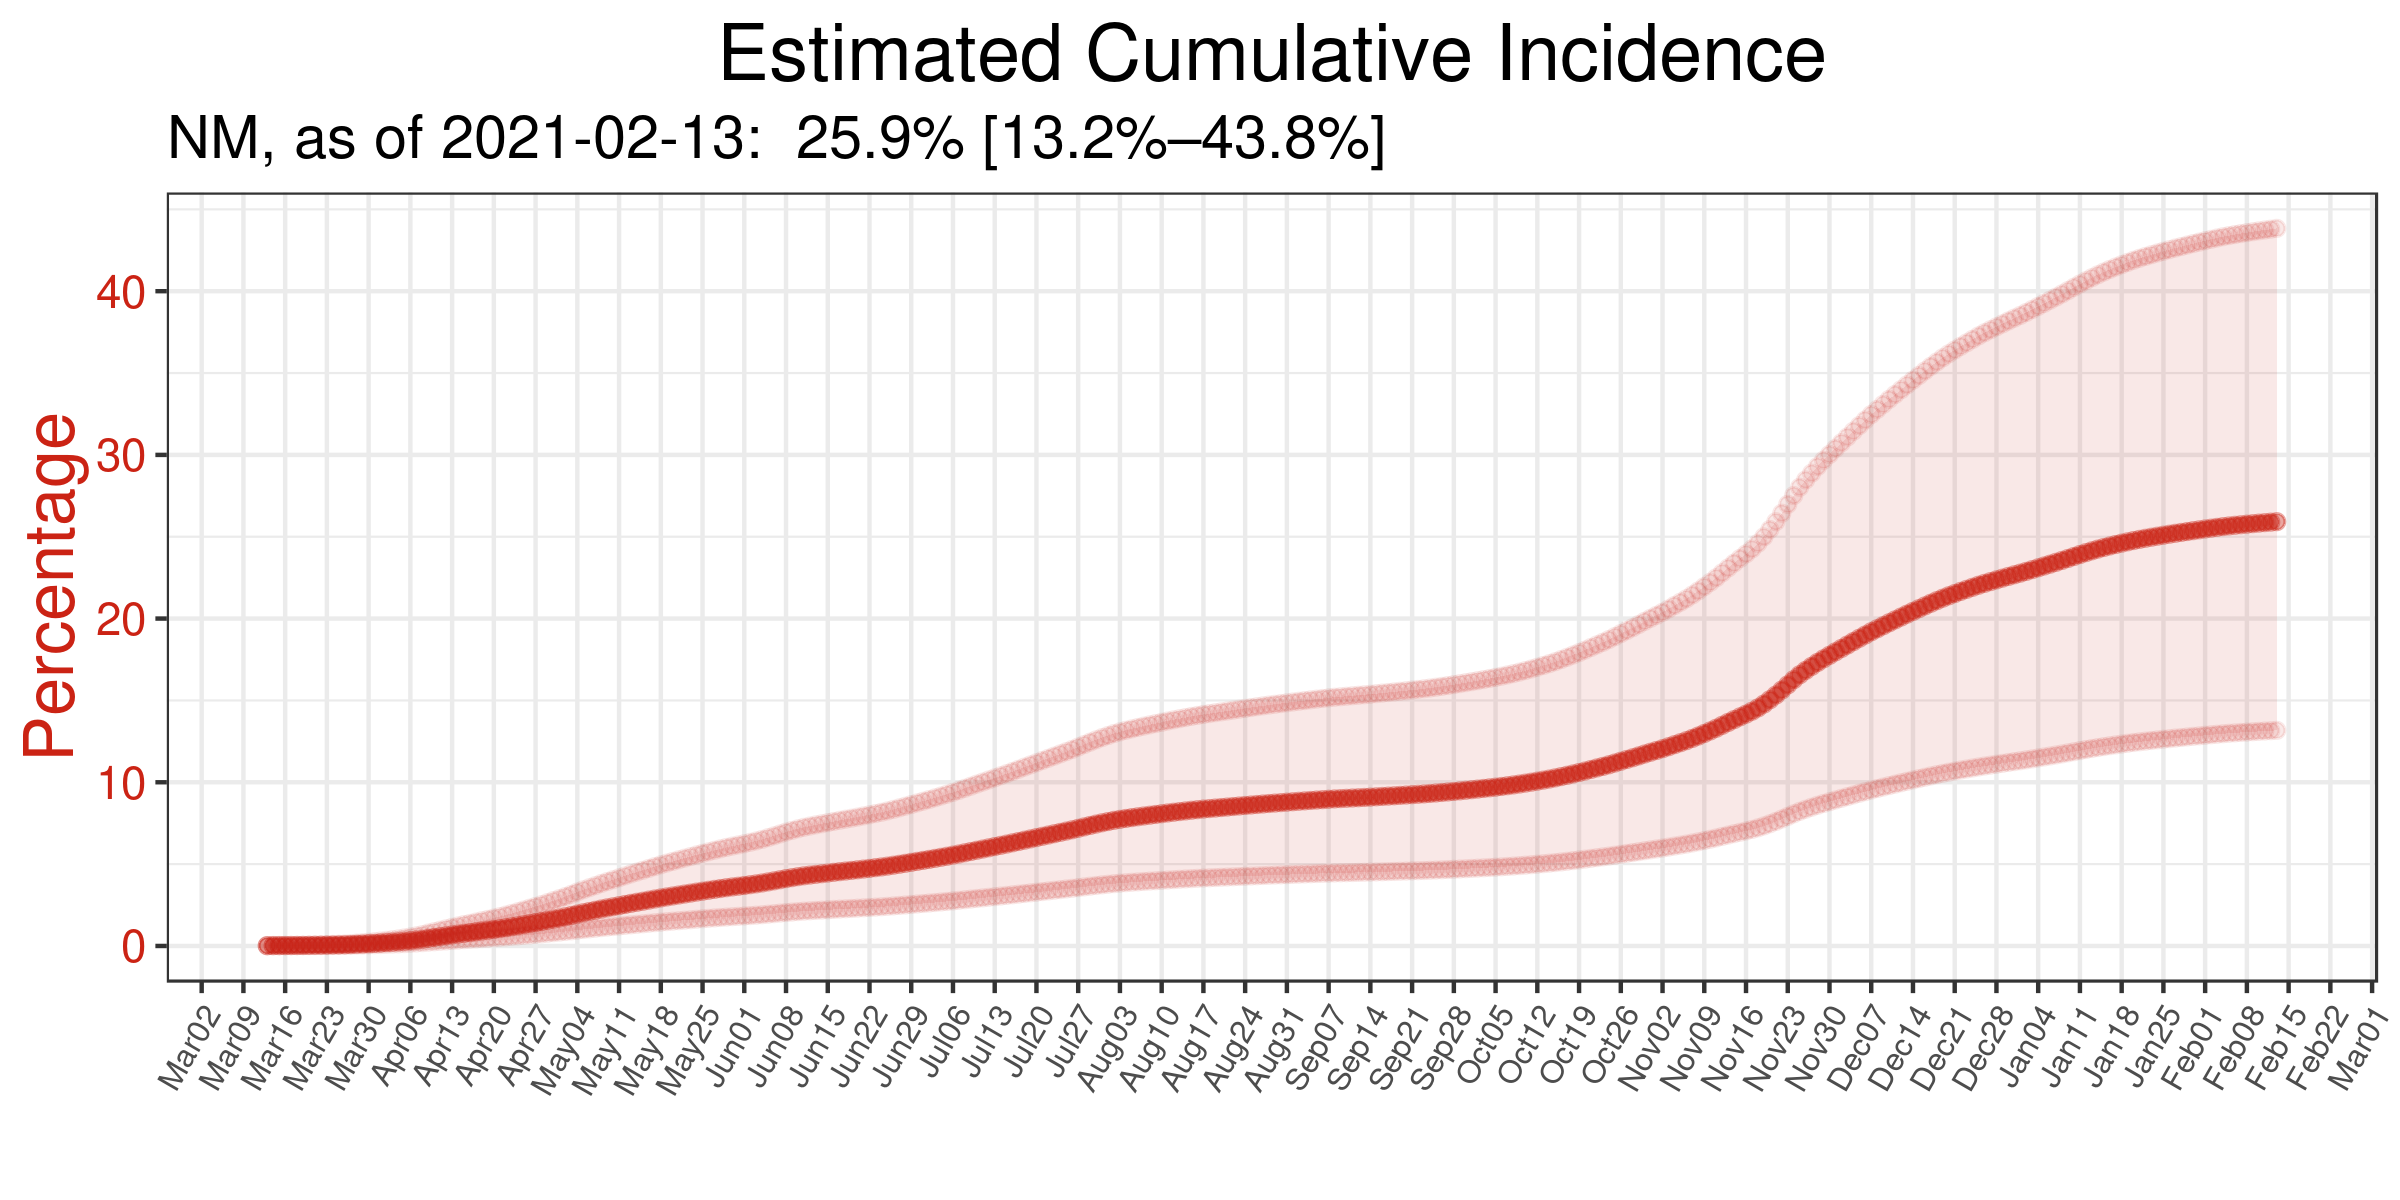 Estimated Cumulative Incidence
NM, as of 2021-02-13:  25.9% [13.2%–43.8%]
Percentage
40
30
20
10
0
Mar02 Mar09 Mar16 Mar23 Mar30 Apr06 Apr13 Apr20 Apr27 May04 May11 May18 May25 Jun01 Jun08 Jun15 Jun22 Jun29 Jul06 Jul13 Jul20 Jul27 Aug03 Aug10 Aug17 Aug24 Aug31 Sep07 Sep14 Sep21 Sep28 Oct05 Oct12 Oct19 Oct26 Nov02 Nov09 Nov16 Nov23 Nov30 Dec07 Dec14 Dec21 Dec28 Jan04 Jan11 Jan18 Jan25 Feb01 Feb08 Feb15 Feb22 Mar01